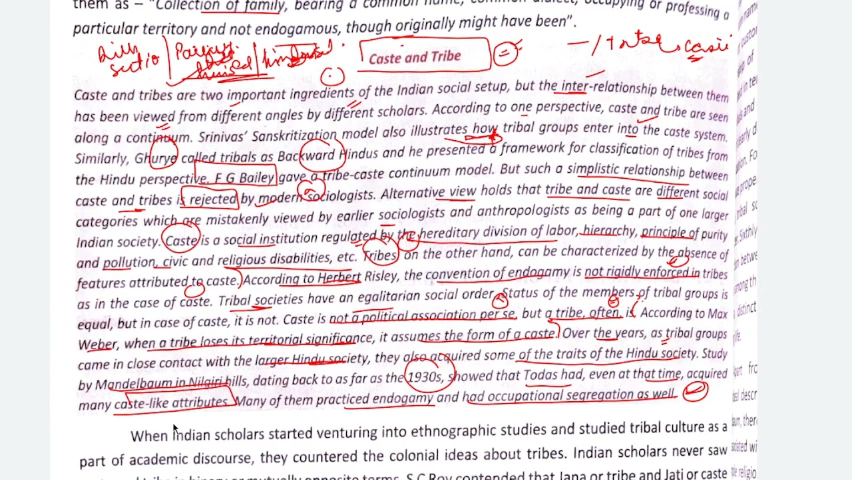 them as – "Collection of family, bearing a common name, common dialect, occupying or professing a
particular territory and not endogamous, though originally might have been".
Caste and Tribe
Caste and tribes are two important ingredients of the Indian social setup, but the inter-relationship between them
has been viewed from different angles by different scholars. According to one perspective, caste and tribe are seen
along a continuum. Srinivas' Sanskritization model also illustrates how tribal groups enter into the caste system.
Similarly, Ghurye called tribals as Backward Hindus and he presented a framework for classification of tribes from
the Hindu perspective. F G Bailey gave a tribe-caste continuum model. But such a simplistic relationship between
caste and tribes is rejected by modern sociologists. Alternative view holds that tribe and caste are different social
categories which are mistakenly viewed by earlier sociologists and anthropologists as being a part of one larger
Indian society. Caste is a social institution regulated by the hereditary division of labor, hierarchy, principle of purity
and pollution, civic and religious disabilities, etc. Tribes on the other hand, can be characterized by the absence of
features attributed to caste. According to Herbert Risley, the convention of endogamy is not rigidly enforced in tribes
as in the case of caste. Tribal societies have an egalitarian social order. Status of the members of tribal groups is
equal, but in case of caste, it is not. Caste is not a political association per se, but a tribe, often is. According to Max
Weber, when a tribe loses its territorial significance, it assumes the form of a caste. Over the years, as tribal groups
came in close contact with the larger Hindu society, they also acquired some of the traits of the Hindu society. Study
by Mandelbaum in Nilgiri hills, dating back to as far as the 1930s, showed that Todas had, even at that time, acquired
many caste-like attributes. Many of them practiced endogamy and had occupational segregation as well.
When Indian scholars started venturing into ethnographic studies and studied tribal culture as a
part of academic discourse, they countered the colonial ideas about tribes. Indian scholars never saw